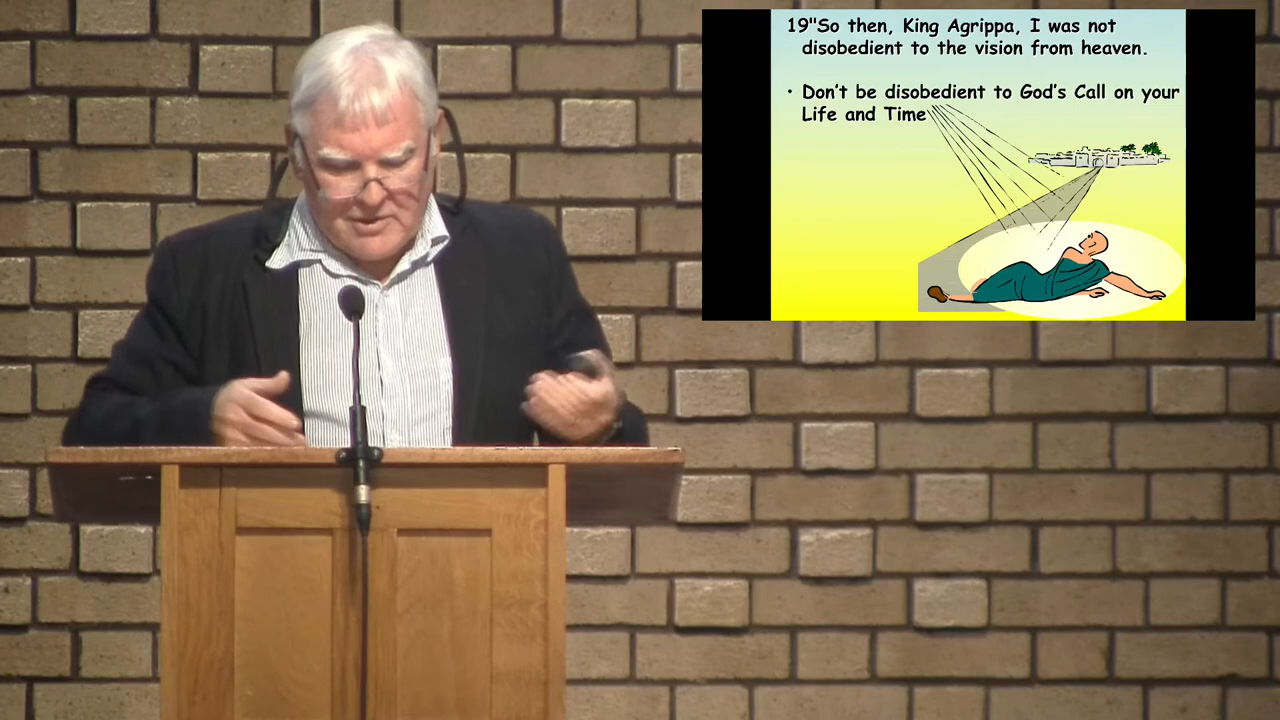 19"So then, King Agrippa, I was not
disobedient to the vision from heaven.
• Don't be disobedient to God's Call on your
Life and Time